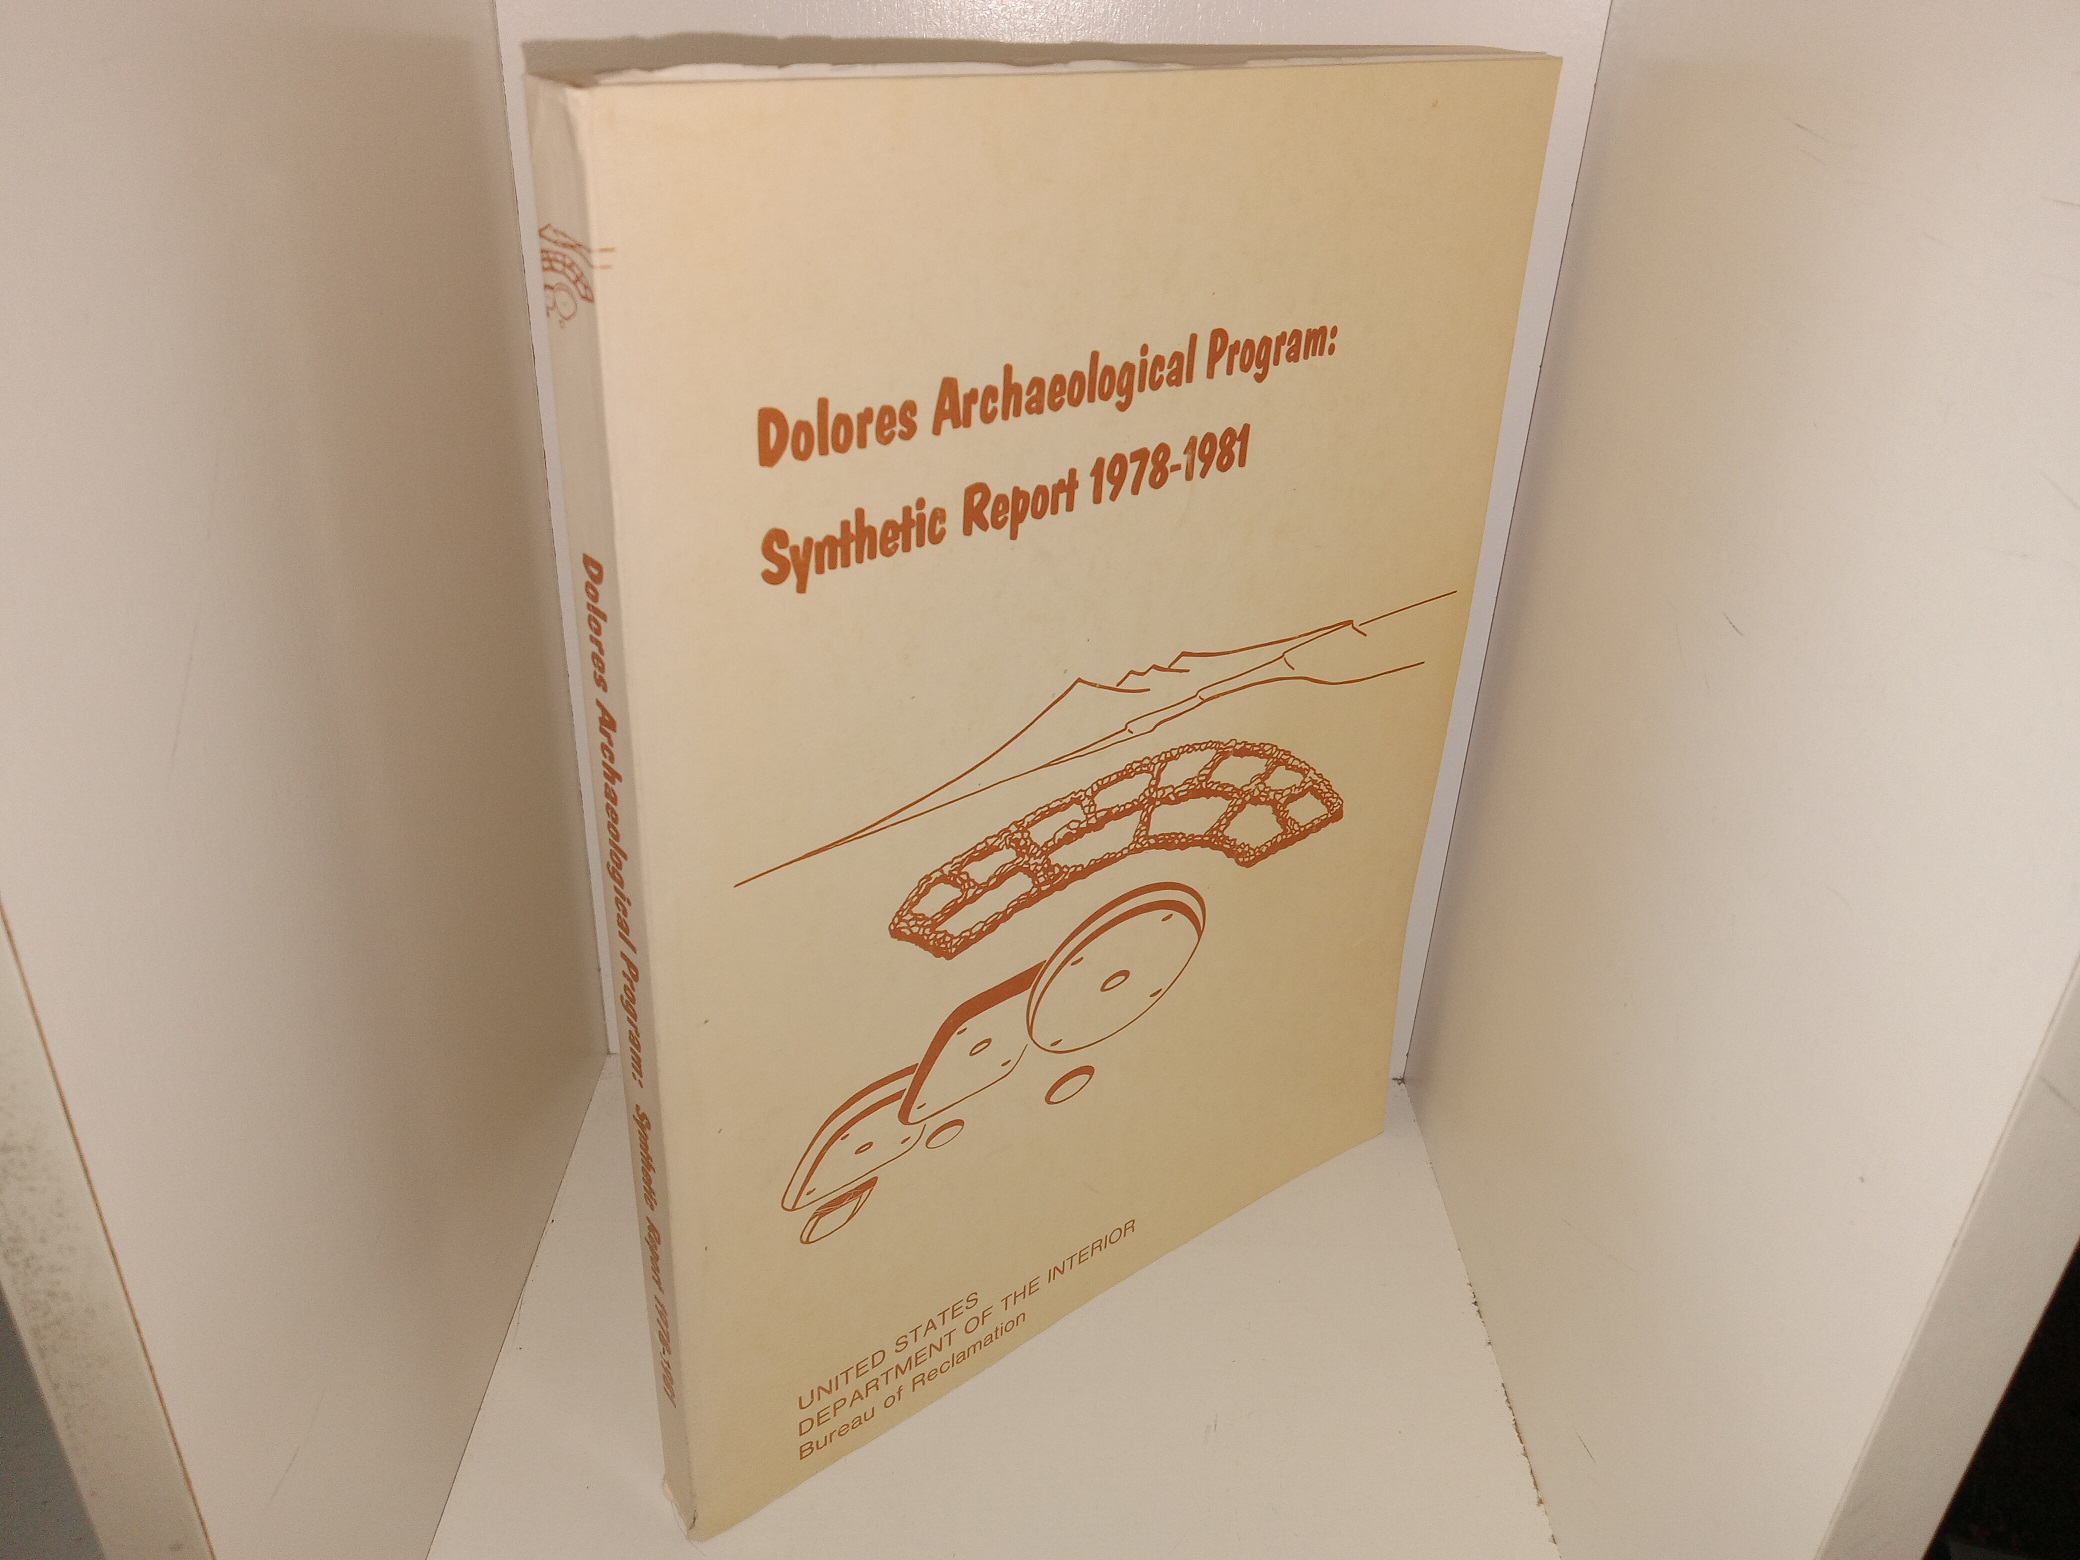 Dolores Archaeological Program:
Synthetic Report 1978-1981
UNITED STATES
DEPARTMENT OF THE INTERIOR
Bureau of Reclamation
Dolores Archaeological Program: Synthetic Report 1978-1981